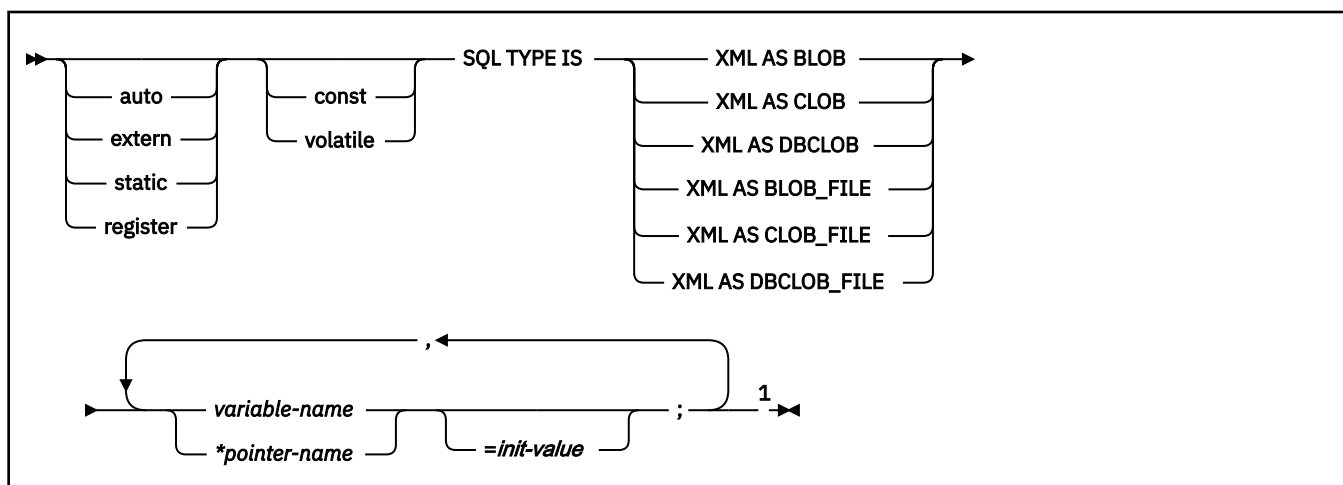 SQL TYPE IS XML AS BLOB
auto const XML AS CLOB
extern volatile XML AS DBCLOB
static XML AS BLOB_FILE
register XML AS CLOB_FILE
XML AS DBCLOB_FILE
,
variable-name ; 1
*pointer-name =init-value